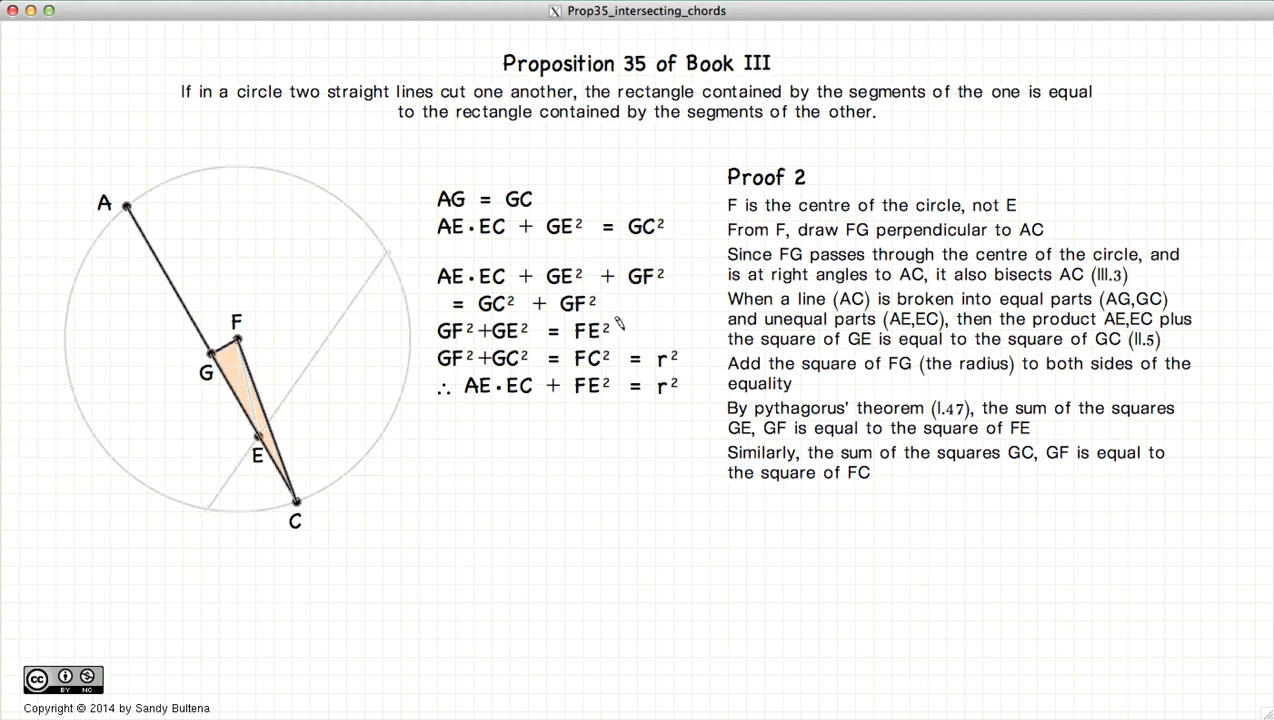 Prop35_intersecting_chords
Proposition 35 of Book III
If in a circle two straight lines cut one another, the rectangle contained by the segments of the one is equal
to the rectangle contained by the segments of the other.
A
F
G
E
C
AG = GC
AE·EC + GE² = GC²
AE·EC + GE² + GF²
= GC² + GF²
GF²+GE² = FE²
GF²+GC² = FC² = r²
∴ AE·EC + FE² = r²
Proof 2
F is the centre of the circle, not E
From F, draw FG perpendicular to AC
Since FG passes through the centre of the circle, and
is at right angles to AC, it also bisects AC (III.3)
When a line (AC) is broken into equal parts (AG,GC)
and unequal parts (AE,EC), then the product AE,EC plus
the square of GE is equal to the square of GC (II.5)
Add the square of FG (the radius) to both sides of the
equality
By pythagorus' theorem (I.47), the sum of the squares
GE, GF is equal to the square of FE
Similarly, the sum of the squares GC, GF is equal to
the square of FC
cc
BY NC
Copyright © 2014 by Sandy Bultena